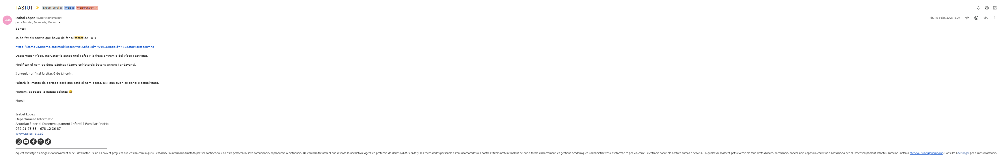 TASTUT Export_Jordi × WEB × WEB/Pendent ×
Isabel López <suport@prisma.cat> dt., 15 d'abr. 2025 13:04
per a Tutoria:, Secretaria, Meriem
Bones!
Ja he fet els canvis que havia de fer al tastet de TUT:
https://campus.prisma.cat/mod/lesson/view.php?id=70491&pageid=472&startlastseen=no
Descarregar vídeo, incrustar-lo sense títol i afegir la frase entremig del vídeo i activitat.
Modificar el nom de dues pàgines (danys col·laterals botons enrere i endavant).
I arreglar al final la citació de Lincoln.
Faltarà la imatge de portada però que està el nom posat, així que quan es pengi s'actualitzarà.
Meriem, et passo la patata calenta 😅
Merci!
Isabel López
Departament Informàtic
Associació per al Desenvolupament Infantil i Familiar PrisMa
972 21 75 65 - 678 12 36 87
www.prisma.cat
Aquest missatge es dirigeix exclusivament al seu destinatari; si no és així, et preguem que ens ho comuniquis i l'esborris. La informació tractada pot ser confidencial i no està permesa la seva comunicació, reproducció o distribució. De conformitat amb el que disposa la normativa vigent en protecció de dades (RGPD i LOPD), les teves dades personals estan incorporades als nostres fitxers amb la finalitat de dur a terme correctament les gestions acadèmiques i administratives i d'informar-te per via correu electrònic sobre els nostres cursos o serveis. En qualsevol moment pots exercir els teus drets d'accés, rectificació, cancel·lació i oposició escrivint a l'Associació per al Desenvolupament Infantil i Familiar PrisMa a atencio.usuari@prisma.cat. Consulta l'Avís legal per a més informació.